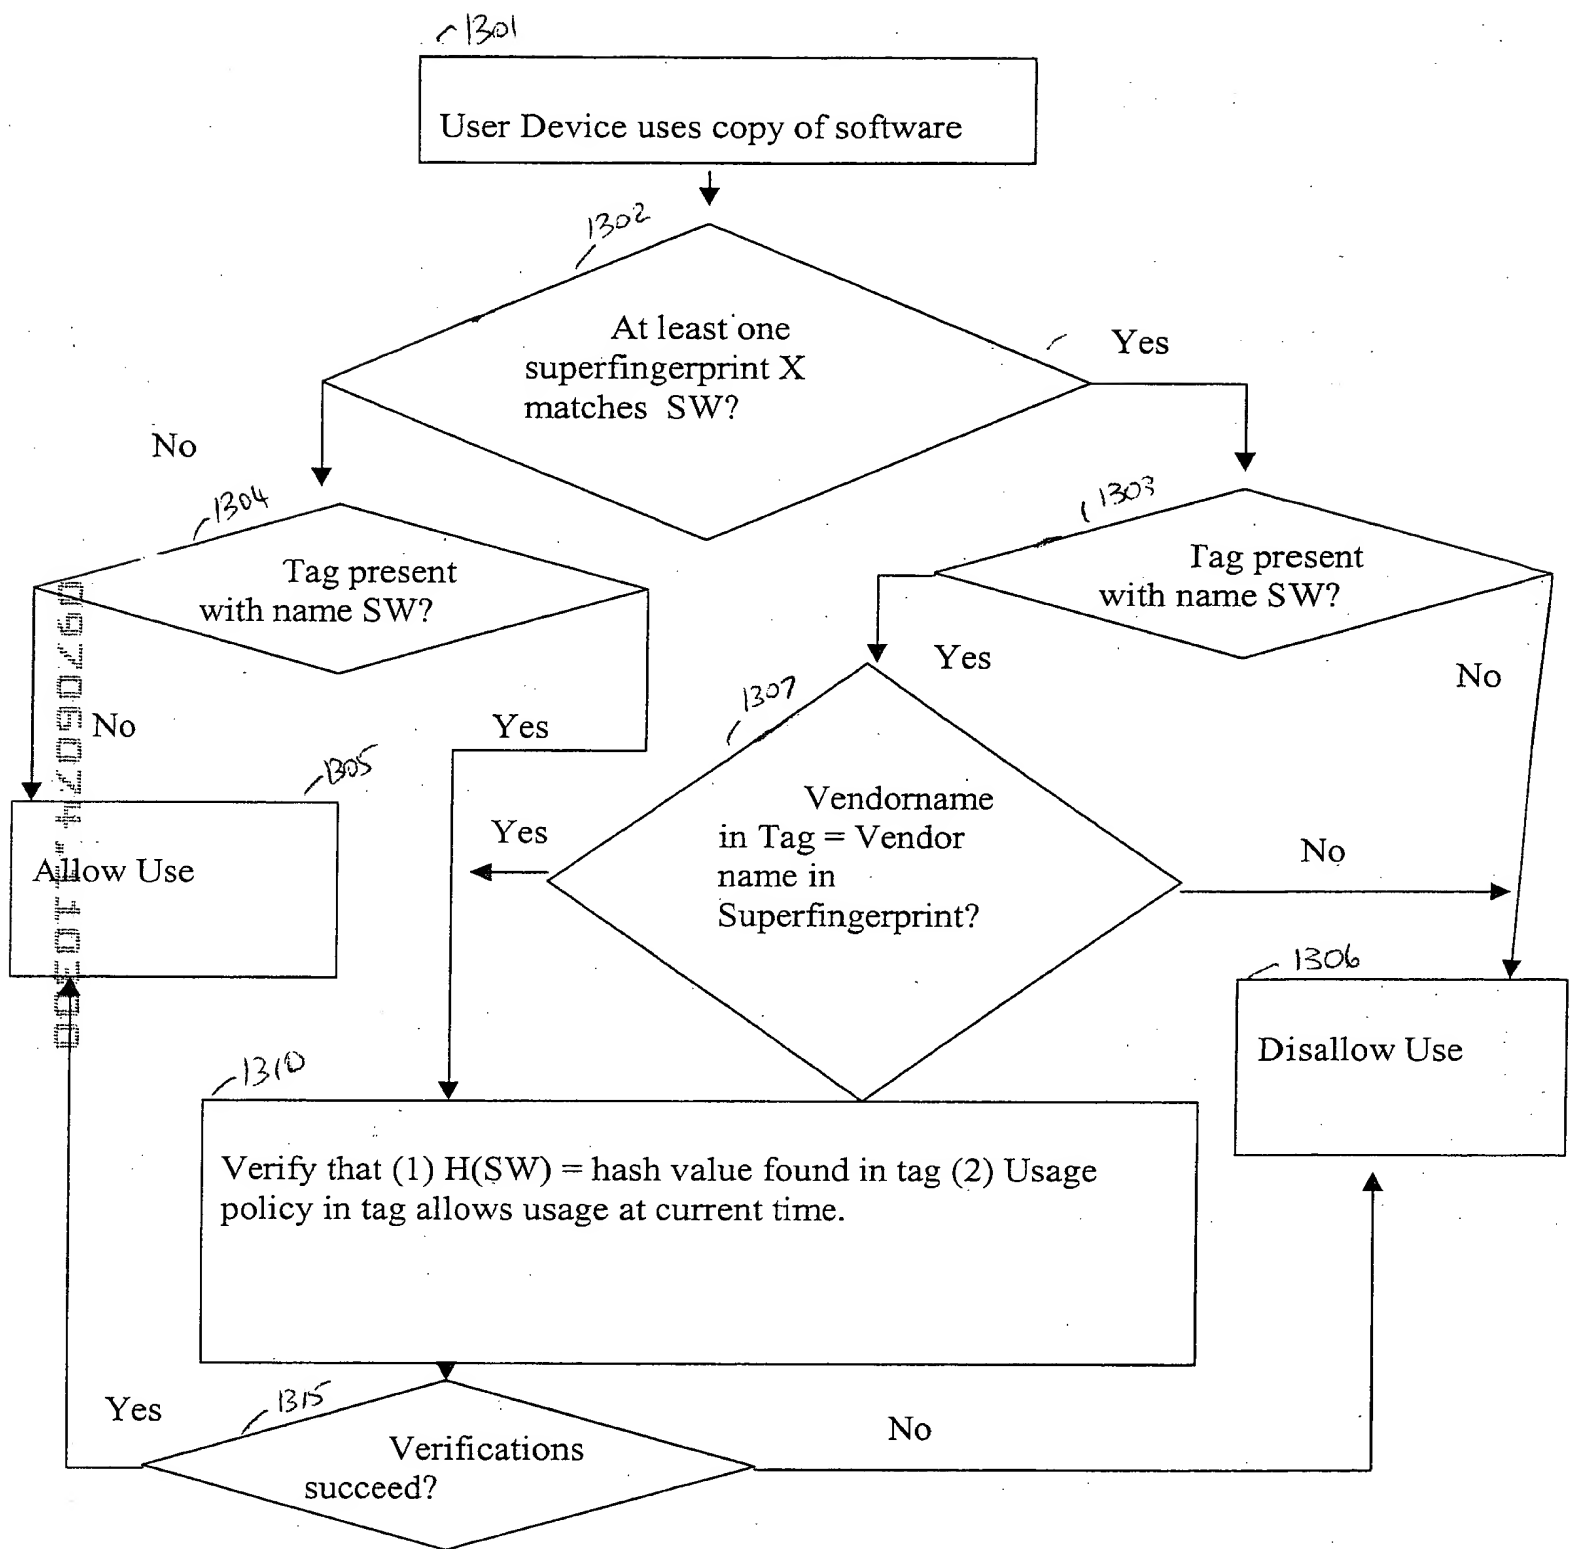 1301
User Device uses copy of software
1302
At least one
superfingerprint X
matches SW?
Yes
No
1304
Tag present
with name SW?
1303
Tag present
with name SW?
Yes
No
No
Yes
1307
1305
Allow Use
Vendorname
in Tag = Vendor
name in
Superfingerprint?
Yes
No
1306
Disallow Use
1310
Verify that (1) H(SW) = hash value found in tag (2) Usage
policy in tag allows usage at current time.
1315
Verifications
succeed?
Yes
No
09706074.110300